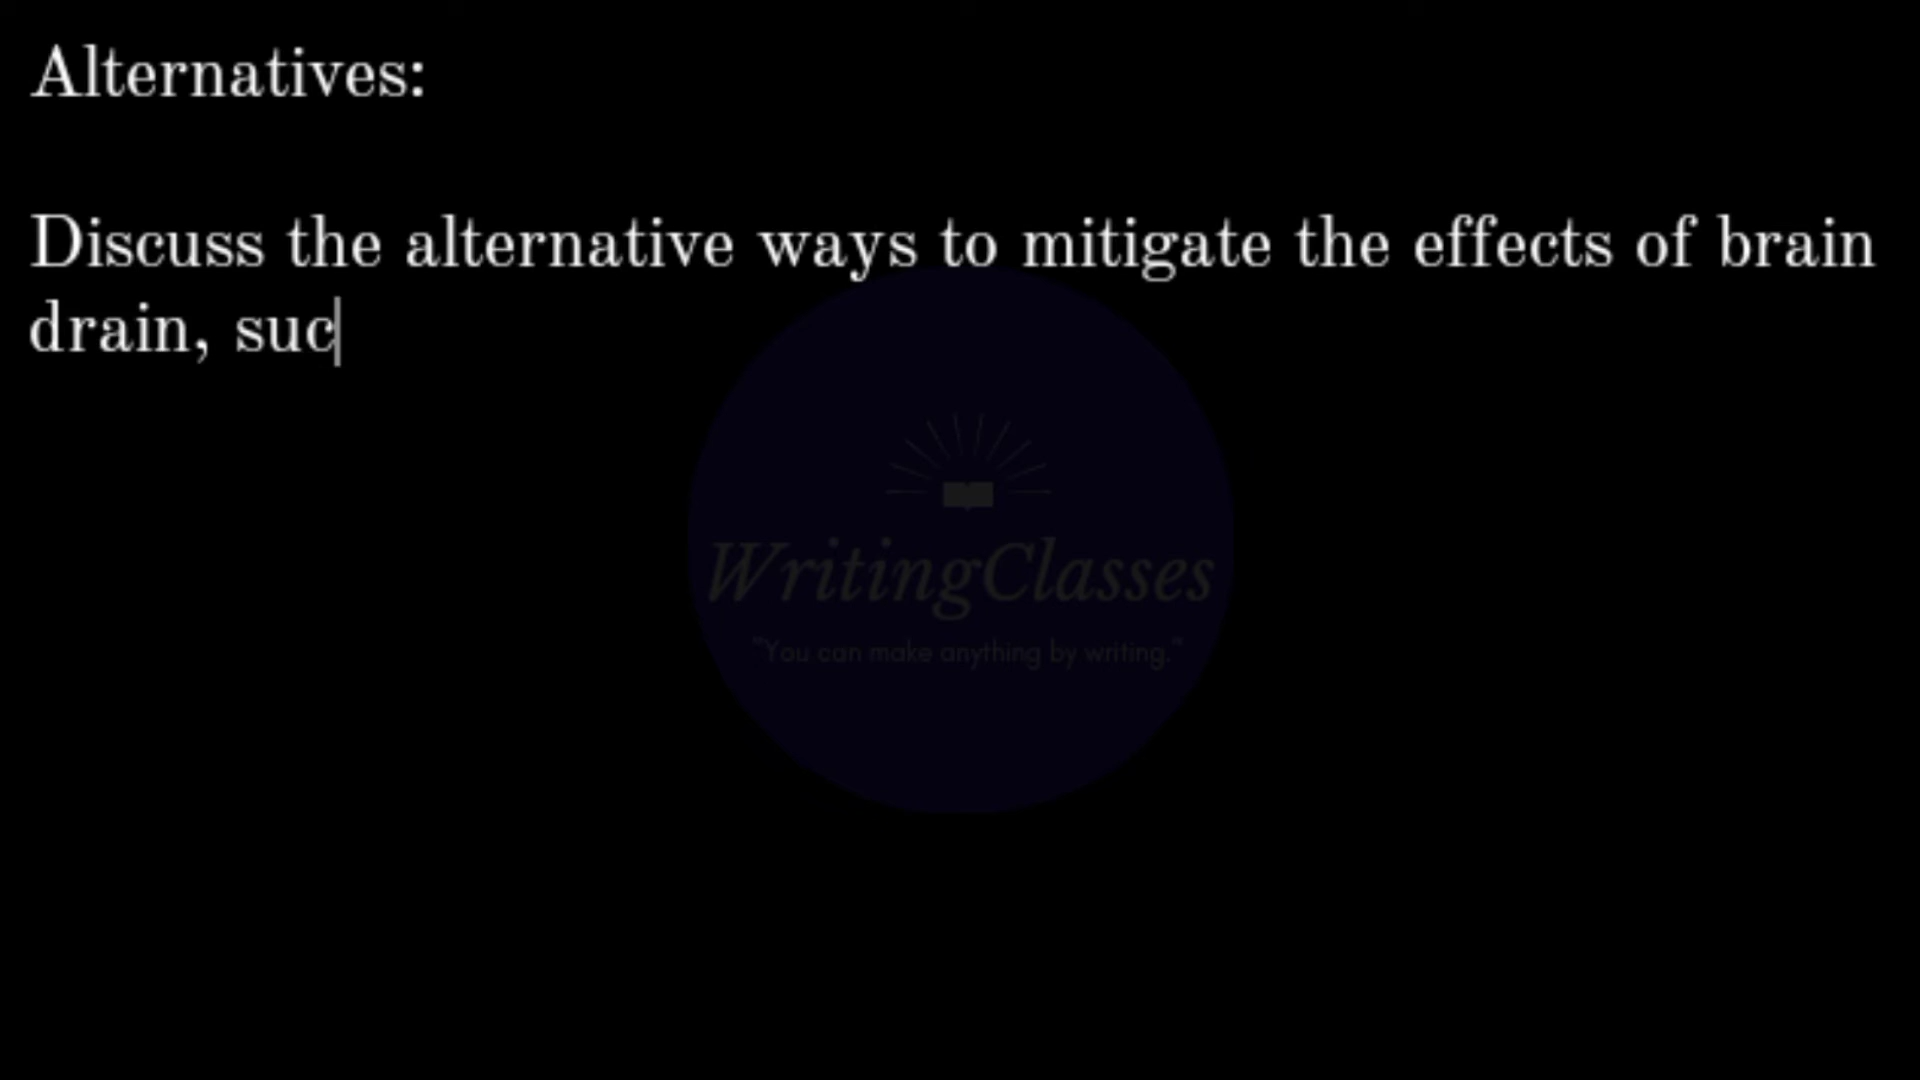 Alternatives:
Discuss the alternative ways to mitigate the effects of brain
drain, suc
WritingClasses
"You can make anything by writing."